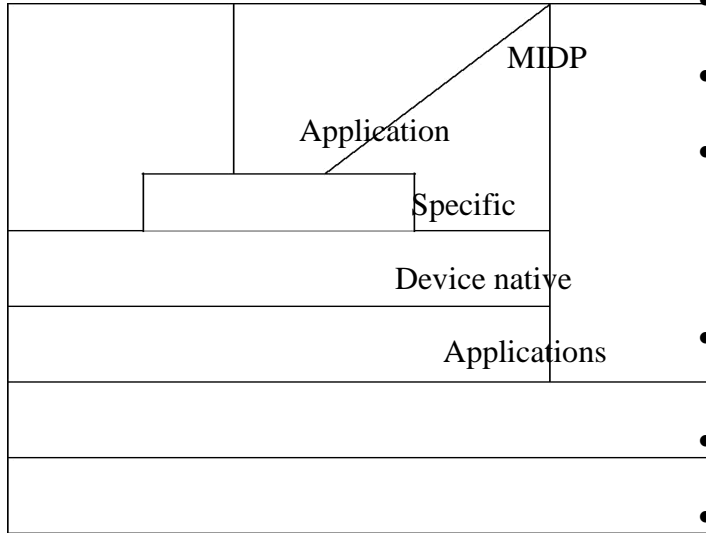 MIDP
Application
Specific
Device native
Applications